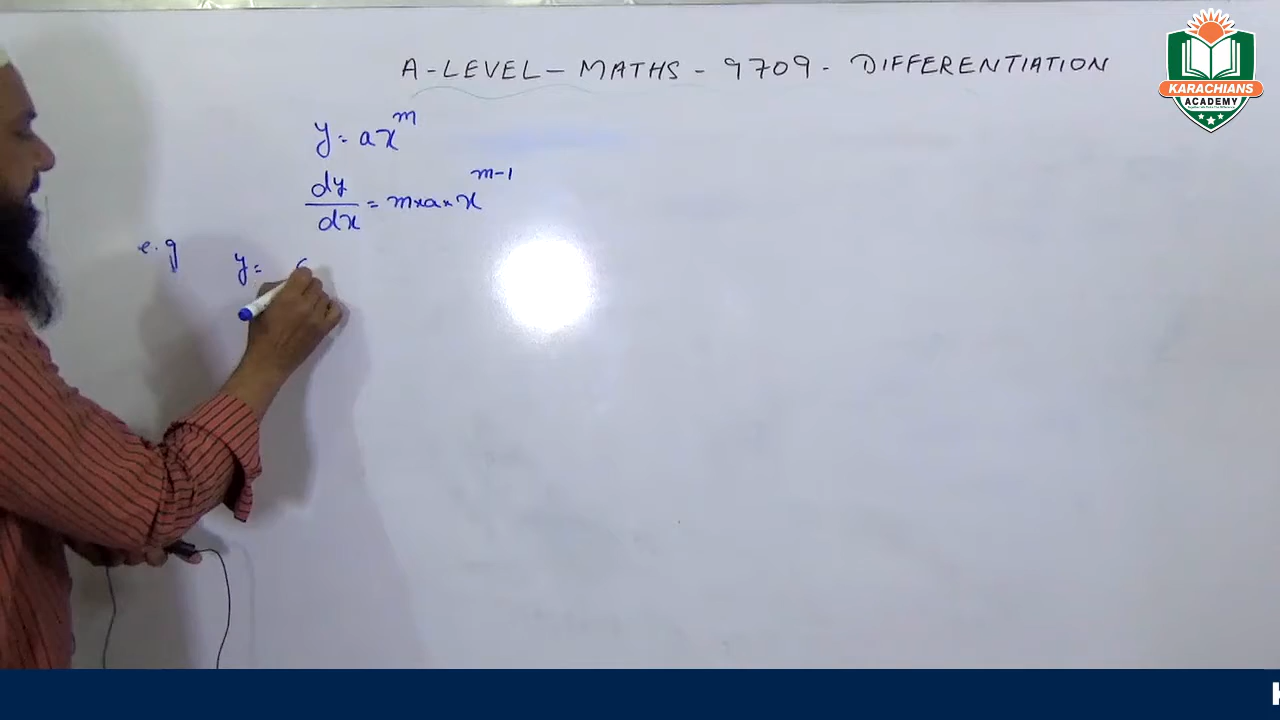 A-LEVEL-MATHS-9709-DIFFERENTIATION
KARACHIANS
ACADEMY
y = ax^m
dy/dx = m×a×x^{m-1}
e.g y =